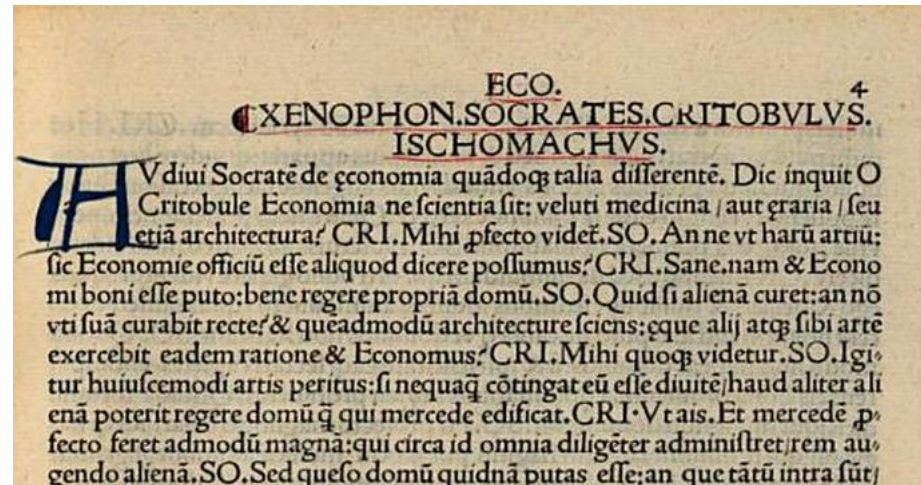 ECO. 4
XENOPHON.SOCRATES.CRITOBVLVS.
ISCHOMACHVS.
AVdiui Socratē de ęconomia quādoqꝫ talia diſſerentē. Dic inquit O
Critobule Economia ne ſcientia ſit: veluti medicina / aut ęraria / ſeu
etiā architectura? CRI.Mihi ꝓfecto videt̃.SO.An ne vt harū artiū:
ſic Economie officiū eſſe aliquod dicere poſſumus? CRI.Sane.nam & Econo
mi boni eſſe puto:bene regere propriā domū.SO.Quid ſi alienā curet:an nō
vti ſuā curabit recte? & quēadmodū architecture ſciens:ęque alij atqꝫ ſibi artē
exercebit eadem ratione & Economus? CRI.Mihi quoqꝫ videtur.SO.Igi-
tur huiuſcemodi artis peritus:ſi nequaq̄ cōtingat eū eſſe diuitē/haud aliter ali
enā poterit regere domū q̄ qui mercede edificat.CRI.Vt ais.Et mercedē ꝓ-
fecto feret admodū magnā:qui circa id omnia diligēter adminiſtret/rem au-
gendo alienā.SO.Sed queſo domū quidnā putas eſſe:an que tātū intra ſūt/